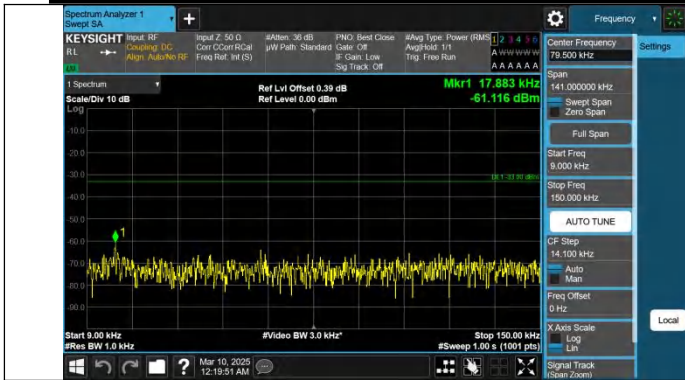 Spectrum Analyzer 1
Swept SA
Frequency
KEYSIGHT Input: RF Input Z: 50 Ω #Atten: 36 dB PNO: Best Close #Avg Type: Power (RMS 1 2 3 4 5 6
RL Coupling: DC Corr CCorr RCal µW Path: Standard Gate: Off Avg|Hold: 1/1 A W W W W W
Align: Auto/No RF Freq Ref: Int (S) IF Gain: Low Trig: Free Run
Sig Track: Off A A A A A A
1 Spectrum
Ref Lvl Offset 0.39 dB Mkr1 17.883 kHz
Scale/Div 10 dB Ref Level 0.00 dBm -61.116 dBm
Log
-10.0
-20.0
-30.0
DL1 -33.00 dBm
-40.0
-50.0
1
-60.0
-70.0
-80.0
-90.0
Start 9.00 kHz #Video BW 3.0 kHz* Stop 150.00 kHz
#Res BW 1.0 kHz #Sweep 1.00 s (1001 pts)
Mar 10, 2025
12:19:51 AM
Center Frequency
79.500 kHz
Settings
Span
141.000000 kHz
Swept Span
Zero Span
Full Span
Start Freq
9.000 kHz
Stop Freq
150.000 kHz
AUTO TUNE
CF Step
14.100 kHz
Auto
Man
Freq Offset
0 Hz
X Axis Scale
Log
Lin
Local
Signal Track
(Span Zoom)